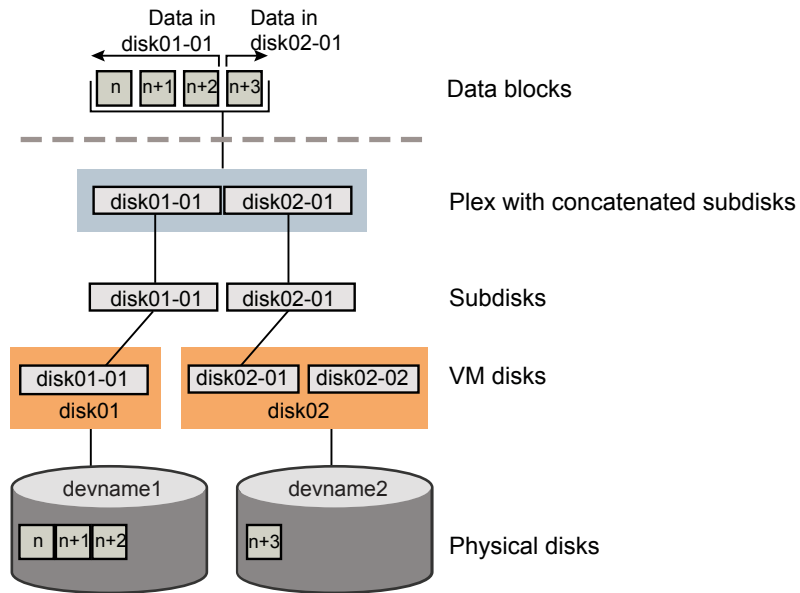 Data in
disk01-01
Data in
disk02-01
n n+1 n+2 n+3
Data blocks
disk01-01 disk02-01
Plex with concatenated subdisks
disk01-01 disk02-01
Subdisks
disk01-01 disk02-01 disk02-02
VM disks
disk01 disk02
devname1 devname2
n n+1 n+2 n+3
Physical disks